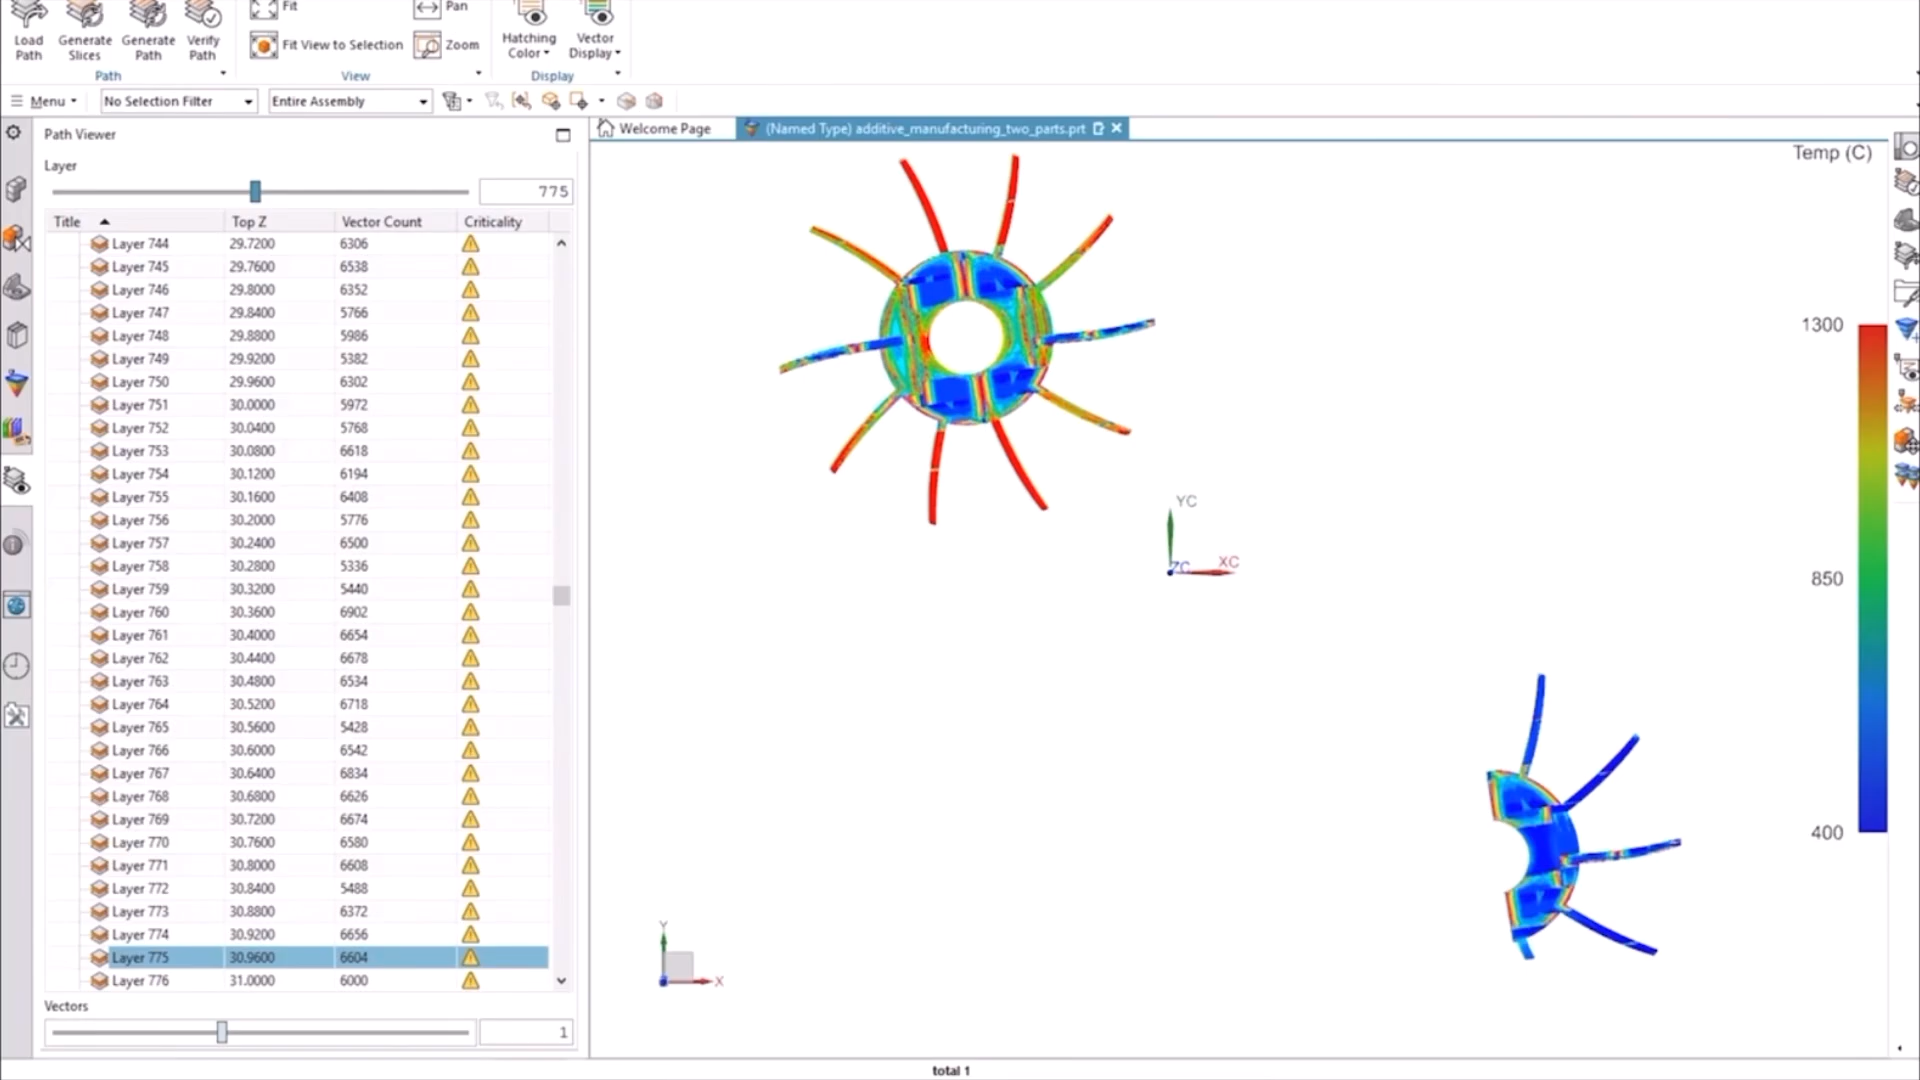 Fit
Pan
Load Path
Generate Slices
Generate Path
Verify Path
Fit View to Selection
Zoom
Hatching Color
Vector Display
Path
View
Display
Menu
No Selection Filter
Entire Assembly
Path Viewer
Welcome Page
(Named Type) additive_manufacturing_two_parts.prt
Layer
775
Title Top Z Vector Count Criticality
Layer 744 29.7200 6306
Layer 745 29.7600 6538
Layer 746 29.8000 6352
Layer 747 29.8400 5766
Layer 748 29.8800 5986
Layer 749 29.9200 5382
Layer 750 29.9600 6302
Layer 751 30.0000 5972
Layer 752 30.0400 5768
Layer 753 30.0800 6618
Layer 754 30.1200 6194
Layer 755 30.1600 6408
Layer 756 30.2000 5776
Layer 757 30.2400 6500
Layer 758 30.2800 5336
Layer 759 30.3200 5440
Layer 760 30.3600 6902
Layer 761 30.4000 6654
Layer 762 30.4400 6678
Layer 763 30.4800 6534
Layer 764 30.5200 6718
Layer 765 30.5600 5428
Layer 766 30.6000 6542
Layer 767 30.6400 6834
Layer 768 30.6800 6626
Layer 769 30.7200 6674
Layer 770 30.7600 6580
Layer 771 30.8000 6608
Layer 772 30.8400 5488
Layer 773 30.8800 6372
Layer 774 30.9200 6656
Layer 775 30.9600 6604
Layer 776 31.0000 6000
Vectors
1
Temp (C)
1300
850
400
YC
ZC
XC
Y
X
total 1